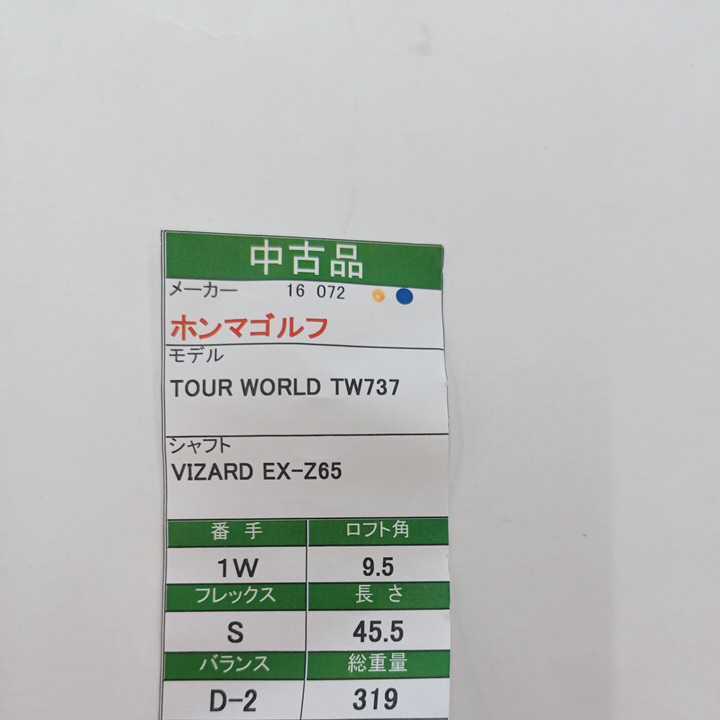 中古品
メーカー 16 072
ホンマゴルフ
モデル
TOUR WORLD TW737
シャフト
VIZARD EX-Z65
番 手 ロフト角
1W 9.5
フレックス 長 さ
S 45.5
バランス 総重量
D-2 319